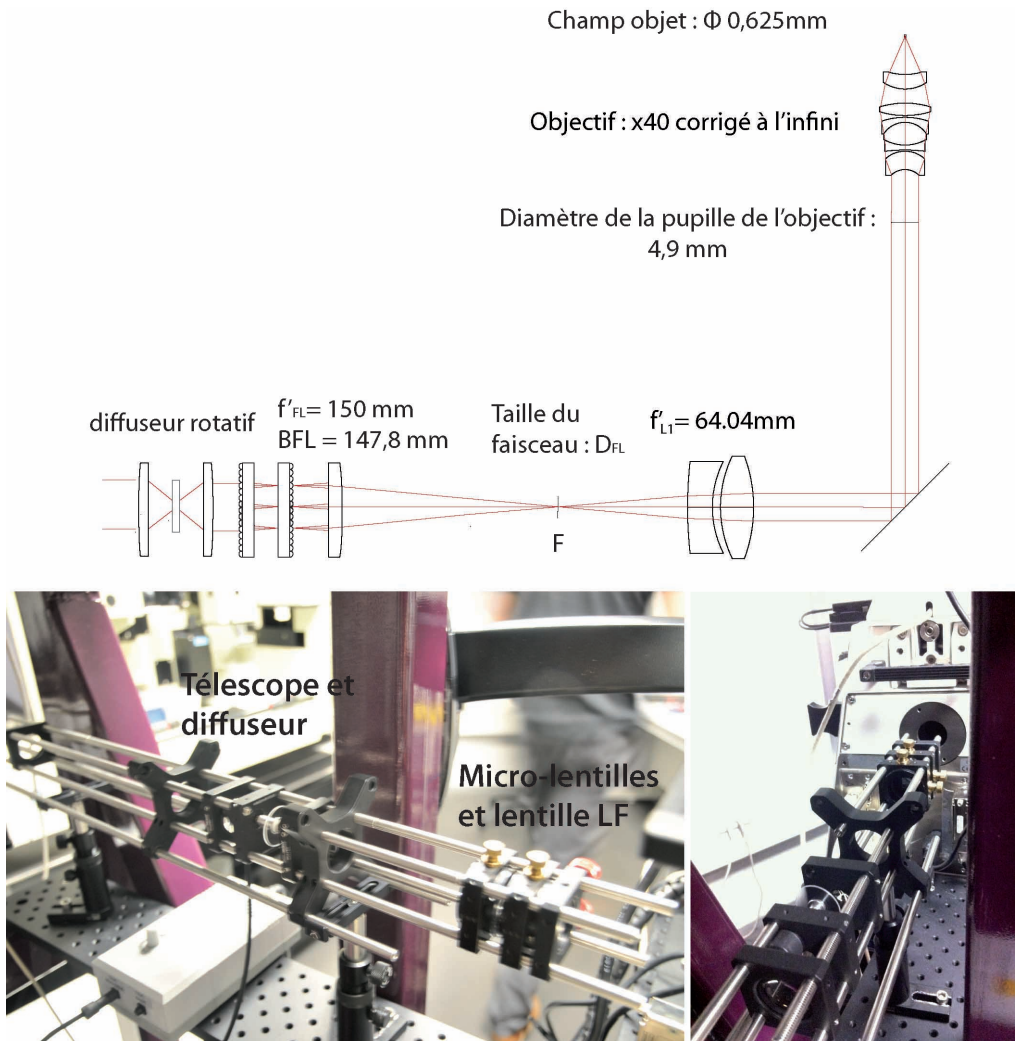 Champ objet : Φ 0,625mm
Objectif : x40 corrigé à l'infini
Diamètre de la pupille de l'objectif :
4,9 mm
diffuseur rotatif
f'FL= 150 mm
BFL = 147,8 mm
Taille du
faisceau : DFL
f'L1= 64.04mm
F
Télescope et
diffuseur
Micro-lentilles
et lentille LF